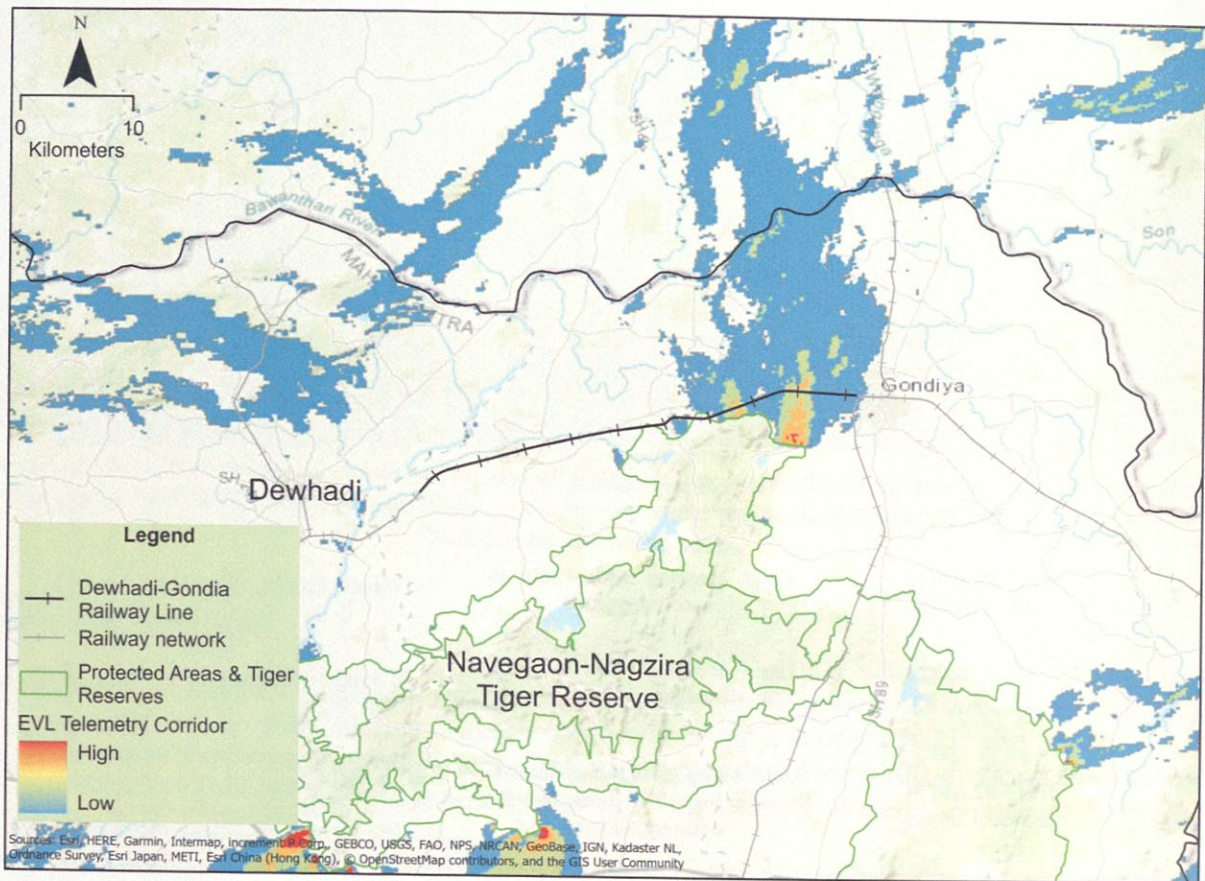 N
0 10
Kilometers
Bawanthari River
MAH
TTRA
Son
Gondiya
Dewhadi
Legend
Dewhadi-Gondia
Railway Line
Railway network
Protected Areas & Tiger
Reserves
EVL Telemetry Corridor
High
Low
Navegaon-Nagzira
Tiger Reserve
Sources: Esri, HERE, Garmin, Intermap, increment P Corp., GEBCO, USGS, FAO, NPS, NRCAN, GeoBase, IGN, Kadaster NL,
Ordnance Survey, Esri Japan, METI, Esri China (Hong Kong), © OpenStreetMap contributors, and the GIS User Community